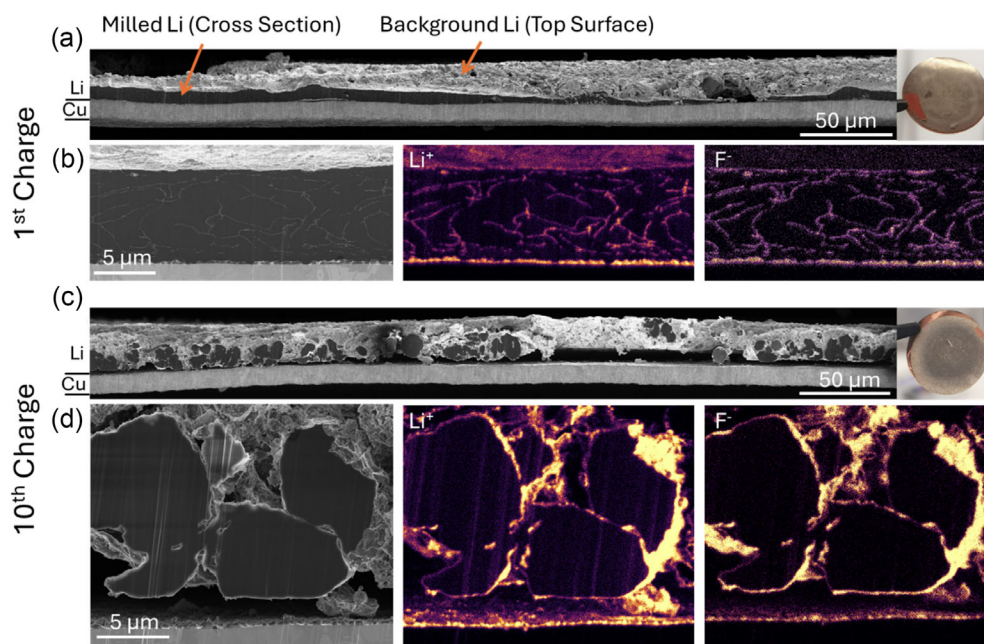 Milled Li (Cross Section)
Background Li (Top Surface)
(a)
Li
Cu
50 µm
1st Charge
(b)
5 µm
Li+
F-
(c)
Li
Cu
50 µm
10th Charge
(d)
5 µm
Li+
F-